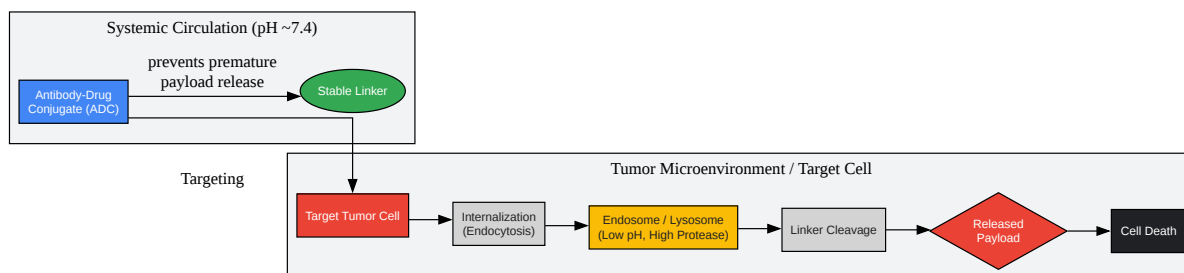 Systemic Circulation (pH ~7.4)
prevents premature
payload release
Antibody-Drug
Conjugate (ADC)
Stable Linker
Targeting
Tumor Microenvironment / Target Cell
Target Tumor Cell
Internalization
(Endocytosis)
Endosome / Lysosome
(Low pH, High Protease)
Linker Cleavage
Released
Payload
Cell Death